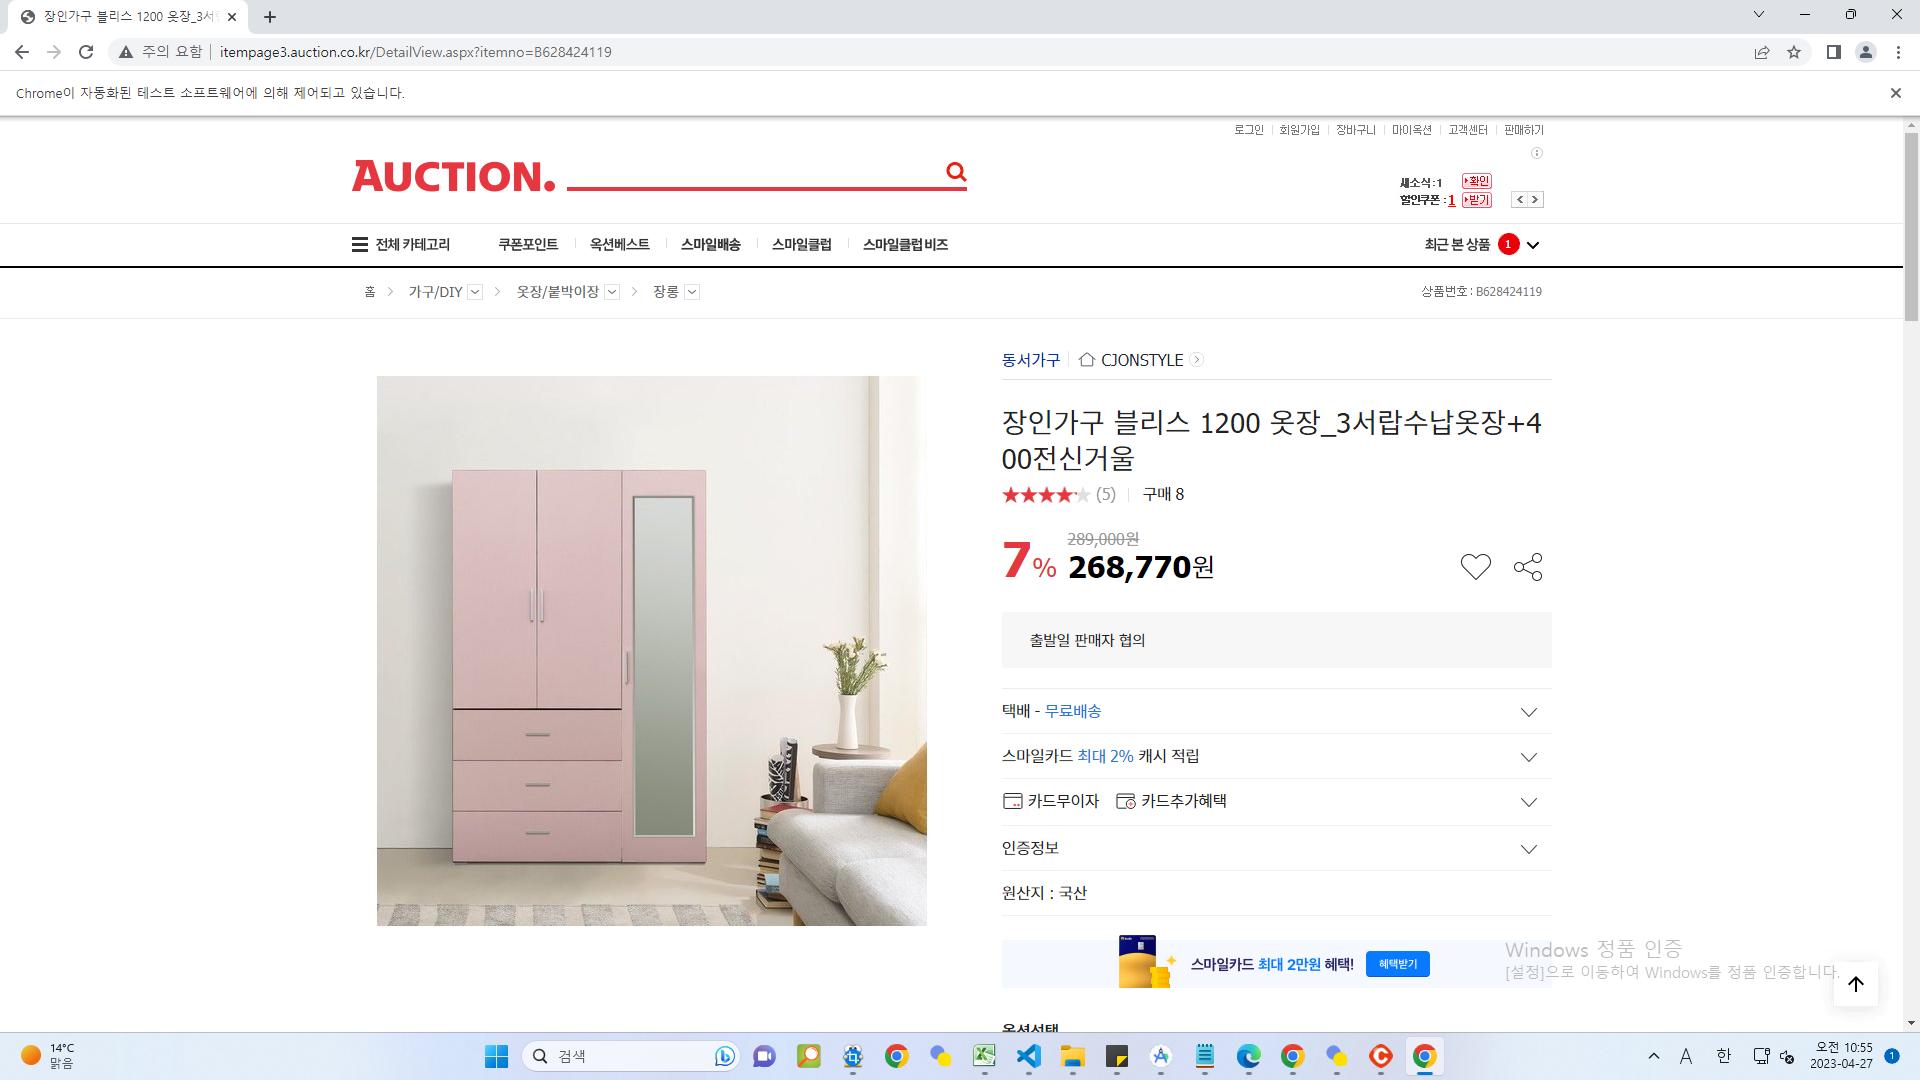 장인가구 블리스 1200 옷장_3서
주의 요함 itempage3.auction.co.kr/DetailView.aspx?itemno=B628424119
Chrome이 자동화된 테스트 소프트웨어에 의해 제어되고 있습니다.
로그인 회원가입 장바구니 마이옥션 고객센터 판매하기
AUCTION.
새소식 : 1 확인
할인쿠폰 : 1 받기
전체 카테고리 쿠폰포인트 옥션베스트 스마일배송 스마일클럽 스마일클럽 비즈 최근 본 상품 1
홈 가구/DIY 옷장/붙박이장 장롱 상품번호 : B628424119
동서가구 CJONSTYLE
장인가구 블리스 1200 옷장_3서랍수납옷장+4
00전신거울
(5) 구매 8
289,000원
7% 268,770원
출발일 판매자 협의
택배 - 무료배송
스마일카드 최대 2% 캐시 적립
카드무이자 카드추가혜택
인증정보
원산지 : 국산
스마일카드 최대 2만원 혜택! 혜택받기
Windows 정품 인증
[설정]으로 이동하여 Windows를 정품 인증합니다.
옵션선택
14°C
맑음
검색
A 한
오전 10:55
2023-04-27
1